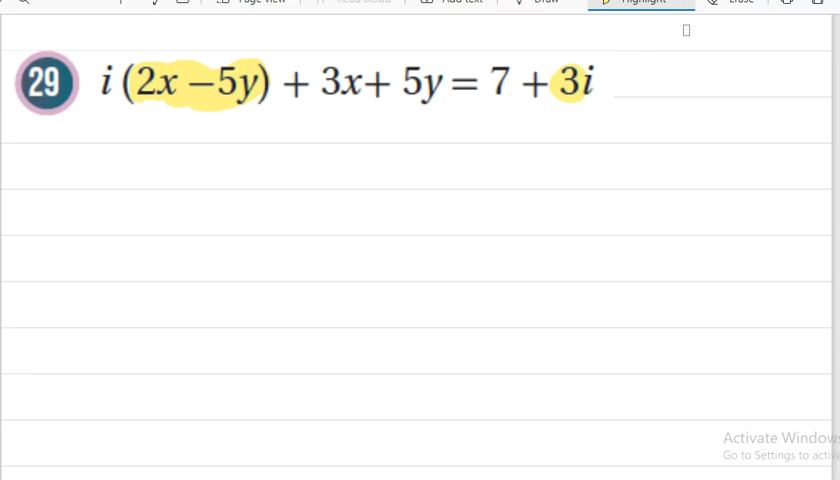 Page view
Read aloud
Add text
Draw
Highlight
Erase
29 i (2x −5y) + 3x+ 5y = 7 + 3i
Activate Windows
Go to Settings to activa